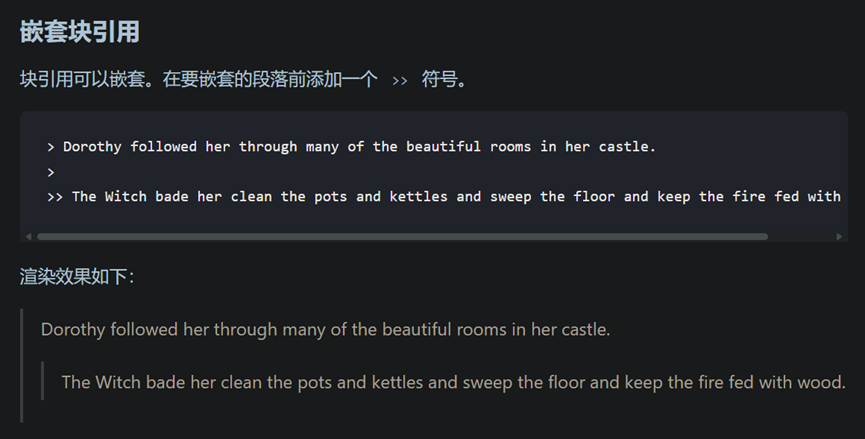 嵌套块引用
块引用可以嵌套。在要嵌套的段落前添加一个 >> 符号。
> Dorothy followed her through many of the beautiful rooms in her castle.
>
>> The Witch bade her clean the pots and kettles and sweep the floor and keep the fire fed with
渲染效果如下：
Dorothy followed her through many of the beautiful rooms in her castle.
The Witch bade her clean the pots and kettles and sweep the floor and keep the fire fed with wood.